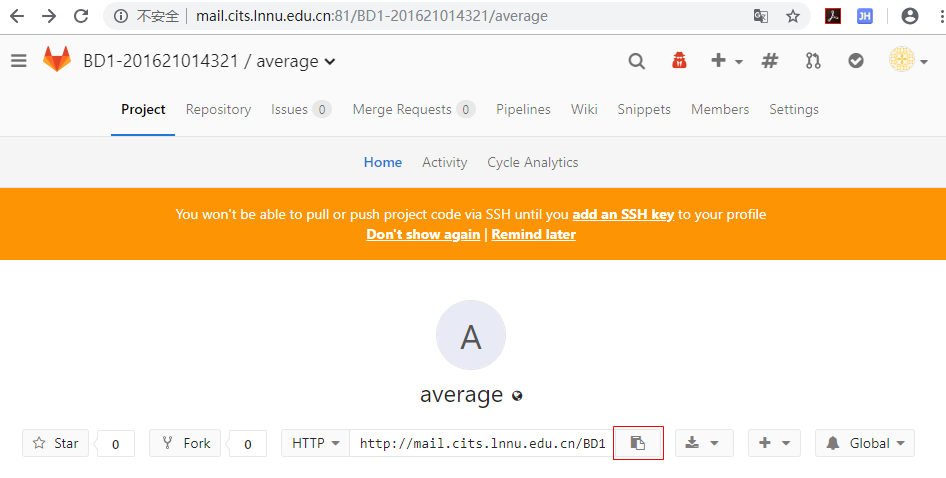 不安全 mail.cits.lnnu.edu.cn:81/BD1-201621014321/average
JH
BD1-201621014321 / average
Project Repository Issues 0 Merge Requests 0 Pipelines Wiki Snippets Members Settings
Home Activity Cycle Analytics
You won't be able to pull or push project code via SSH until you add an SSH key to your profile
Don't show again | Remind later
A
average
Star 0 Fork 0 HTTP http://mail.cits.lnnu.edu.cn/BD1 Global